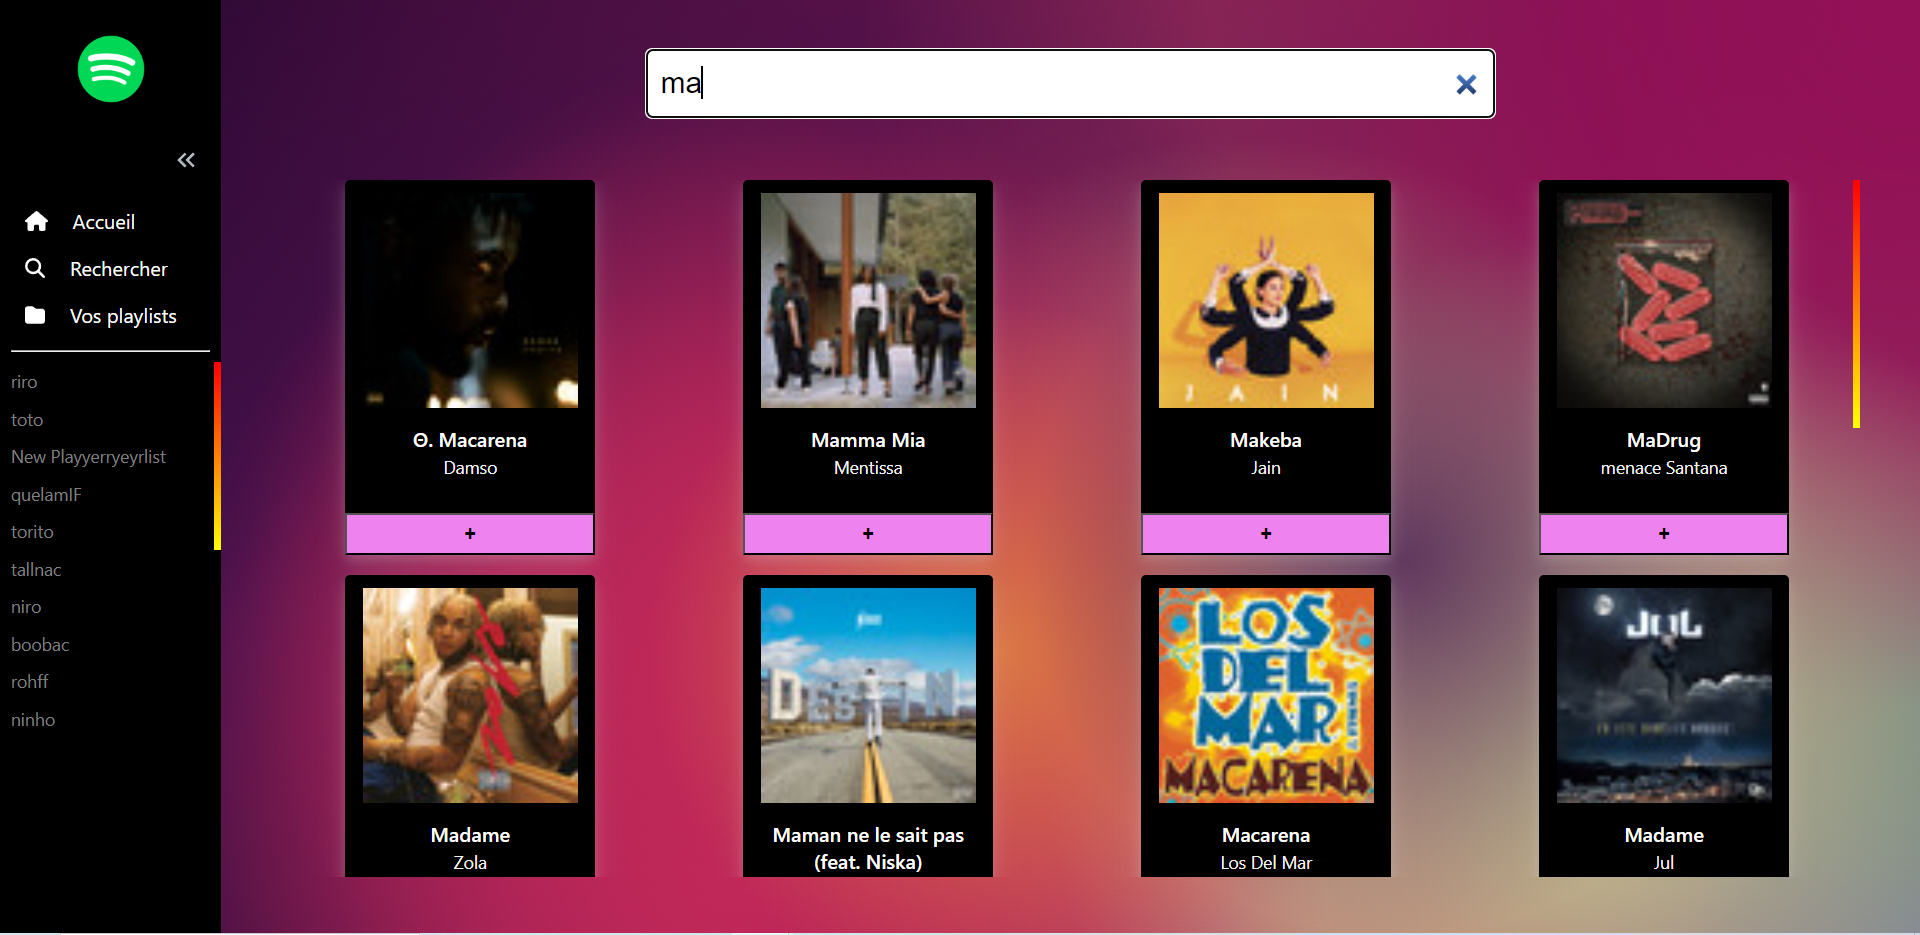 ma
Accueil
Rechercher
Vos playlists
riro
toto
New Playyerryeyrlist
quelamIF
torito
tallnac
niro
boobac
rohff
ninho
JAIN
Θ. Macarena
Damso
+
Mamma Mia
Mentissa
+
Makeba
Jain
+
MaDrug
menace Santana
+
DESTIN
LOS
DEL
MAR
MACARENA
JUL
Madame
Zola
Maman ne le sait pas
(feat. Niska)
Macarena
Los Del Mar
Madame
Jul